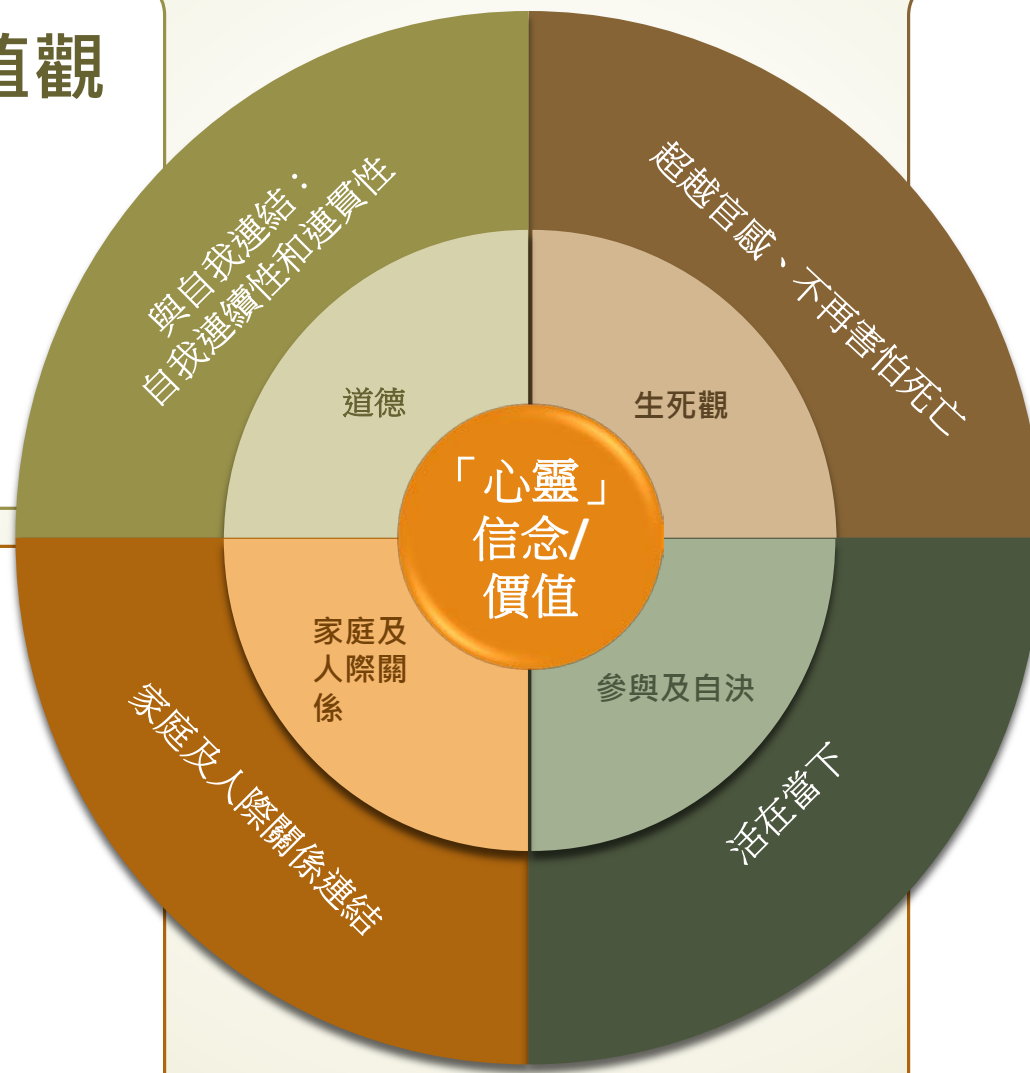 值觀
與自我連結：
自我連續性和連貫性
超越官感、不再害怕死亡
道德
生死觀
「心靈」
信念/
價值
家庭及
人際關
係
參與及自決
家庭及人際關係連結
活在當下